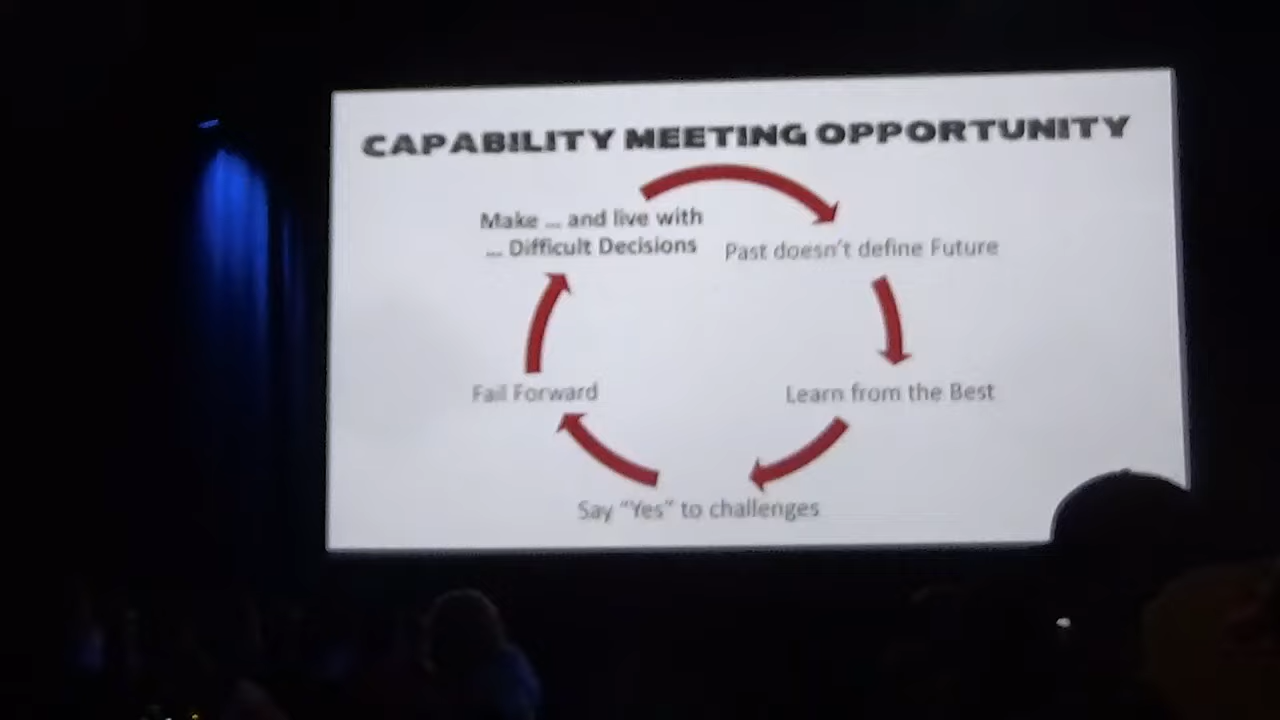 CAPABILITY MEETING OPPORTUNITY
Make ... and live with
... Difficult Decisions
Past doesn't define Future
Learn from the Best
Say "Yes" to challenges
Fail Forward